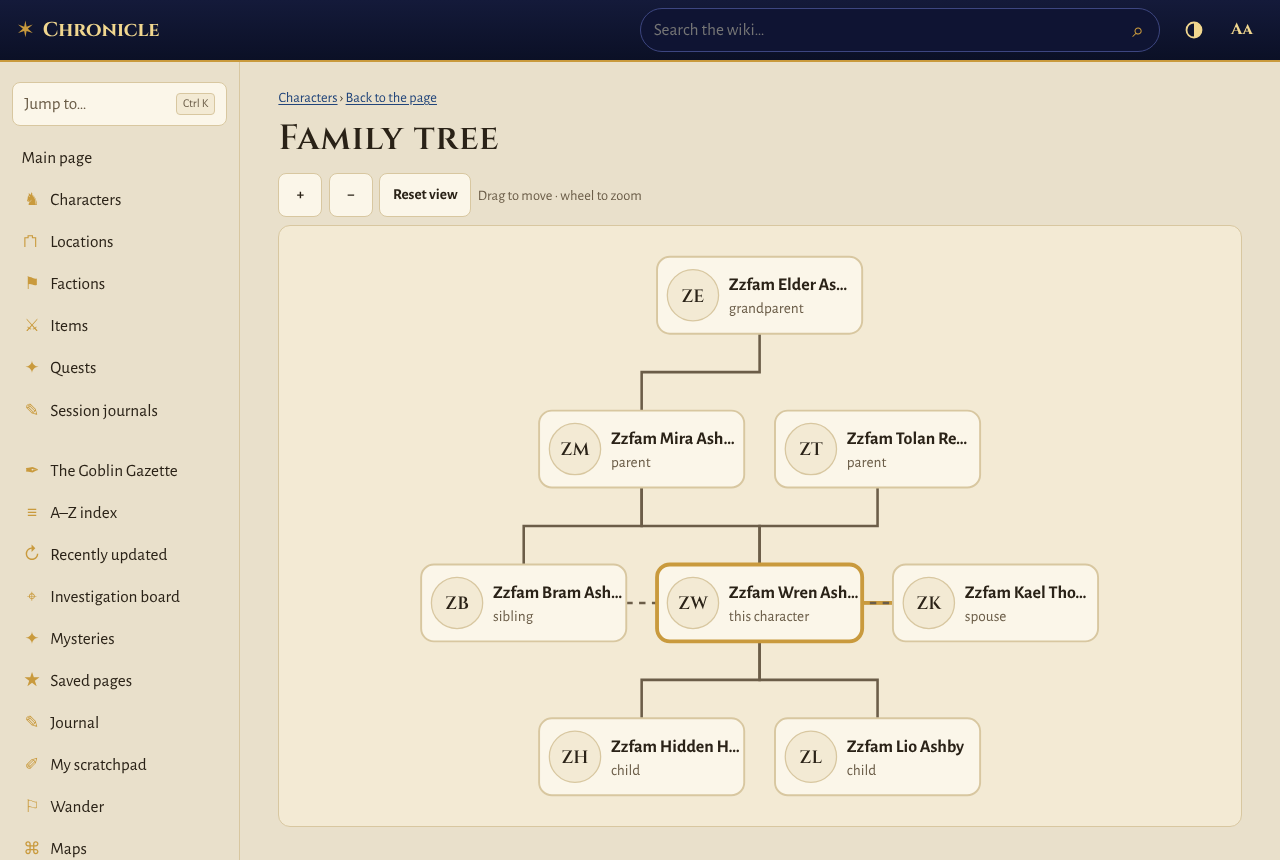 Chronicle
Search the wiki...
AA
Jump to...
Ctrl K
Main page
Characters
Locations
Factions
Items
Quests
Session journals
The Goblin Gazette
A–Z index
Recently updated
Investigation board
Mysteries
Saved pages
Journal
My scratchpad
Wander
Maps
Characters › Back to the page
Family tree
+
−
Reset view
Drag to move · wheel to zoom
ZE
Zzfam Elder As...
grandparent
ZM
Zzfam Mira Ash...
parent
ZT
Zzfam Tolan Re...
parent
ZB
Zzfam Bram Ash...
sibling
ZW
Zzfam Wren Ash...
this character
ZK
Zzfam Kael Tho...
spouse
ZH
Zzfam Hidden H...
child
ZL
Zzfam Lio Ashby
child